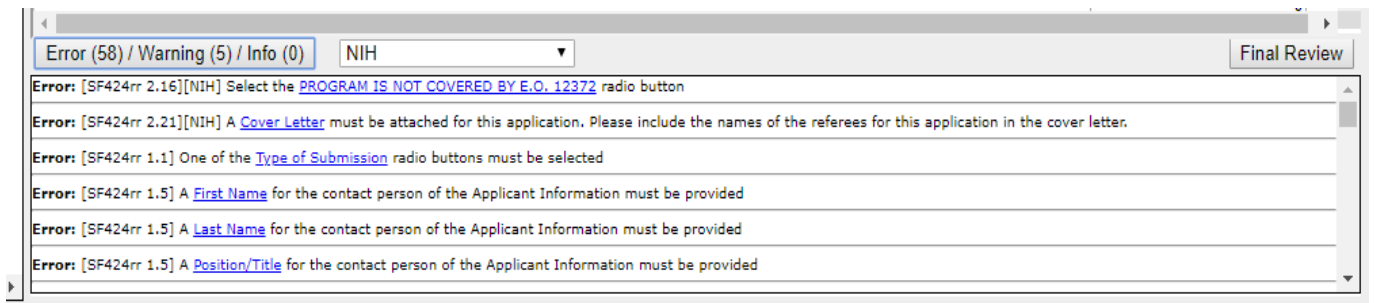 Error (58) / Warning (5) / Info (0) NIH Final Review
Error: [SF424rr 2.16][NIH] Select the PROGRAM IS NOT COVERED BY E.O. 12372 radio button
Error: [SF424rr 2.21][NIH] A Cover Letter must be attached for this application. Please include the names of the referees for this application in the cover letter.
Error: [SF424rr 1.1] One of the Type of Submission radio buttons must be selected
Error: [SF424rr 1.5] A First Name for the contact person of the Applicant Information must be provided
Error: [SF424rr 1.5] A Last Name for the contact person of the Applicant Information must be provided
Error: [SF424rr 1.5] A Position/Title for the contact person of the Applicant Information must be provided